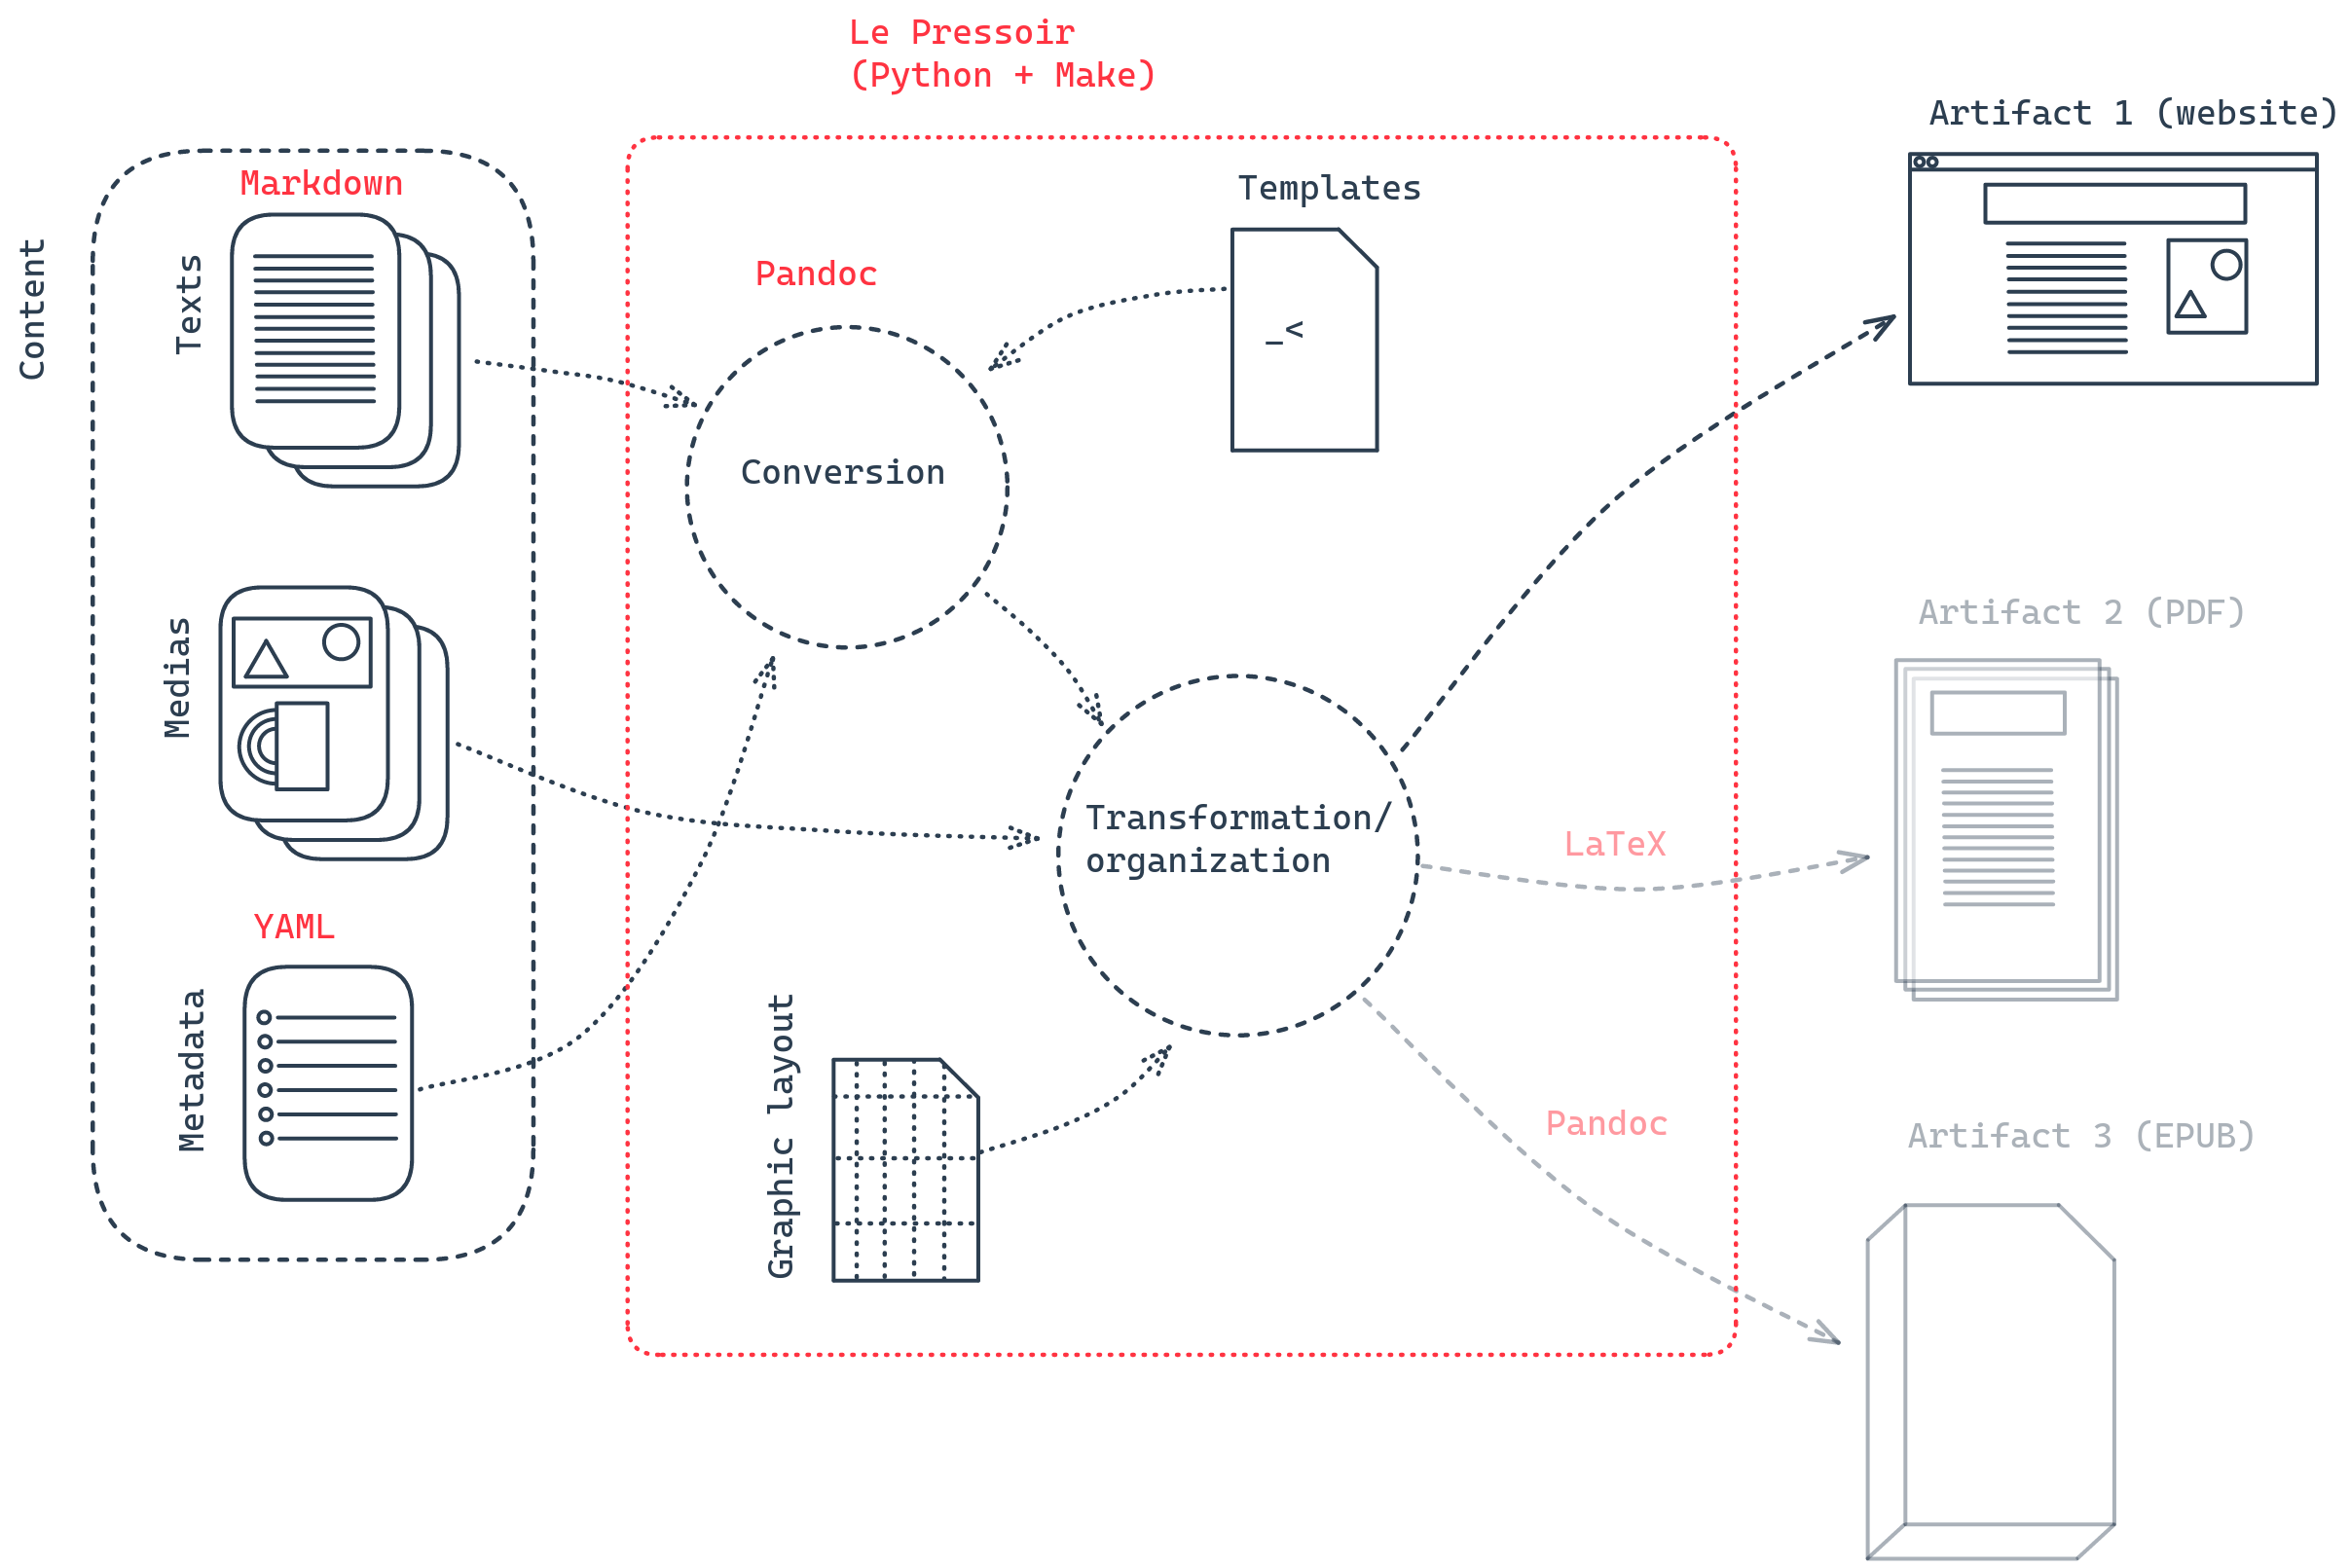 Le Pressoir
(Python + Make)
Content
Markdown
Texts
Medias
YAML
Metadata
Pandoc
Conversion
Templates
_<
Transformation/
organization
Graphic layout
LaTeX
Pandoc
Artifact 1 (website)
Artifact 2 (PDF)
Artifact 3 (EPUB)